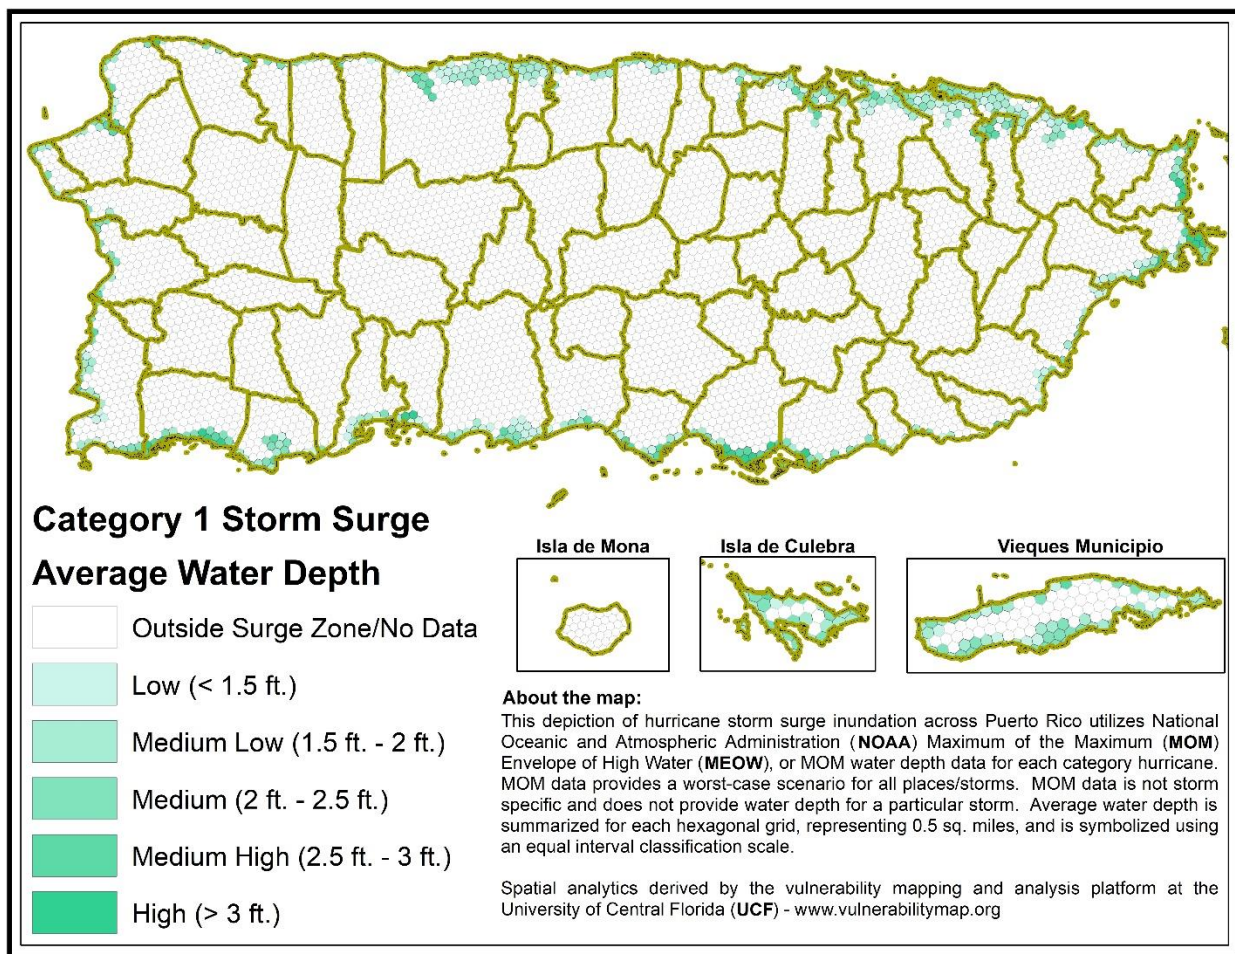 Category 1 Storm Surge
Average Water Depth
Outside Surge Zone/No Data
Low (< 1.5 ft.)
Medium Low (1.5 ft. - 2 ft.)
Medium (2 ft. - 2.5 ft.)
Medium High (2.5 ft. - 3 ft.)
High (> 3 ft.)
Isla de Mona
Isla de Culebra
Vieques Municipio
About the map:
This depiction of hurricane storm surge inundation across Puerto Rico utilizes National
Oceanic and Atmospheric Administration (NOAA) Maximum of the Maximum (MOM)
Envelope of High Water (MEOW), or MOM water depth data for each category hurricane.
MOM data provides a worst-case scenario for all places/storms. MOM data is not storm
specific and does not provide water depth for a particular storm. Average water depth is
summarized for each hexagonal grid, representing 0.5 sq. miles, and is symbolized using
an equal interval classification scale.
Spatial analytics derived by the vulnerability mapping and analysis platform at the
University of Central Florida (UCF) - www.vulnerabilitymap.org